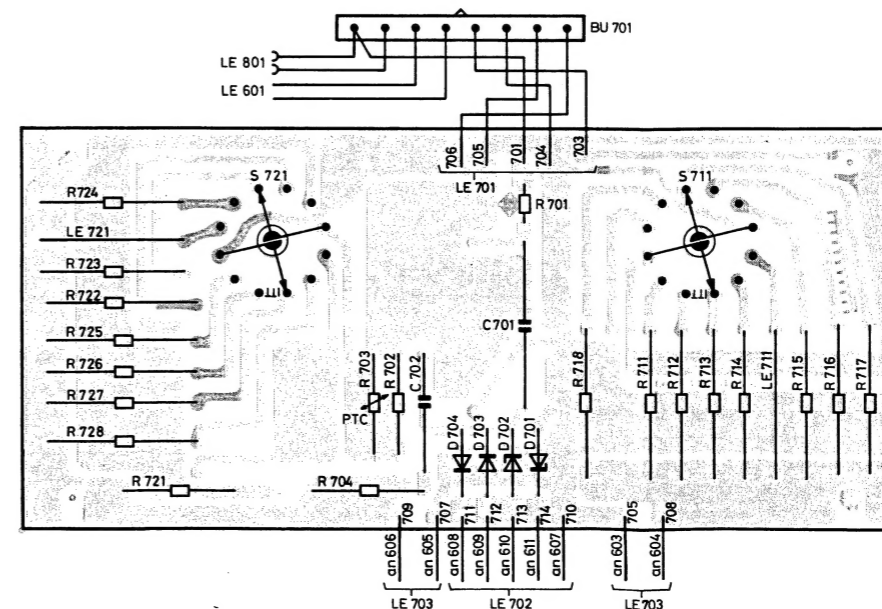 BU 701
LE 801
LE 601
706 705 701 704 703
LE 701
S 721
S 711
R 724
R 701
LE 721
R 723
R 722
C 701
R 725
R 726
R 727
R 728
R 703
R 702
C 702
PTC
R 718
R 711
R 712
R 713
R 714
LE 711
R 715
R 716
R 717
D 704
D 703
D 702
D 701
R 721
R 704
709 707 711 712 713 714 710 705 708
an 606
an 605
an 608
an 609
an 610
an 611
an 607
an 603
an 604
LE 703
LE 702
LE 703